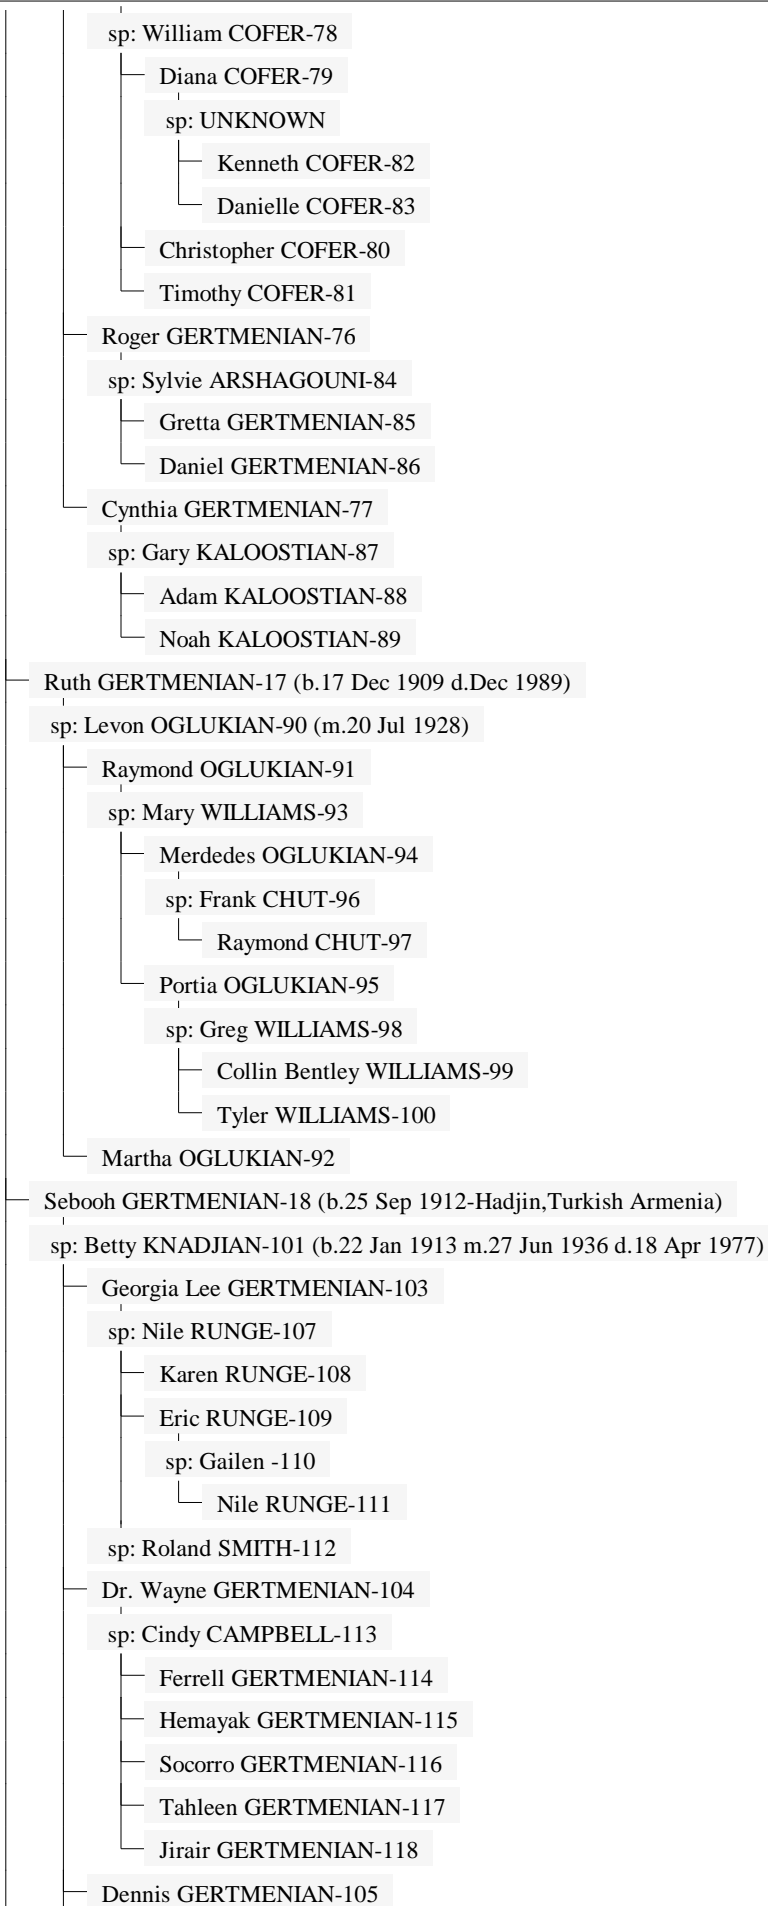 sp: William COFER-78
Diana COFER-79
sp: UNKNOWN
Kenneth COFER-82
Danielle COFER-83
Christopher COFER-80
Timothy COFER-81
Roger GERTMENIAN-76
sp: Sylvie ARSHAGOUNI-84
Gretta GERTMENIAN-85
Daniel GERTMENIAN-86
Cynthia GERTMENIAN-77
sp: Gary KALOOSTIAN-87
Adam KALOOSTIAN-88
Noah KALOOSTIAN-89
Ruth GERTMENIAN-17 (b.17 Dec 1909 d.Dec 1989)
sp: Levon OGLUKIAN-90 (m.20 Jul 1928)
Raymond OGLUKIAN-91
sp: Mary WILLIAMS-93
Merdedes OGLUKIAN-94
sp: Frank CHUT-96
Raymond CHUT-97
Portia OGLUKIAN-95
sp: Greg WILLIAMS-98
Collin Bentley WILLIAMS-99
Tyler WILLIAMS-100
Martha OGLUKIAN-92
Sebooh GERTMENIAN-18 (b.25 Sep 1912-Hadjin,Turkish Armenia)
sp: Betty KNADJIAN-101 (b.22 Jan 1913 m.27 Jun 1936 d.18 Apr 1977)
Georgia Lee GERTMENIAN-103
sp: Nile RUNGE-107
Karen RUNGE-108
Eric RUNGE-109
sp: Gailen -110
Nile RUNGE-111
sp: Roland SMITH-112
Dr. Wayne GERTMENIAN-104
sp: Cindy CAMPBELL-113
Ferrell GERTMENIAN-114
Hemayak GERTMENIAN-115
Socorro GERTMENIAN-116
Tahleen GERTMENIAN-117
Jirair GERTMENIAN-118
Dennis GERTMENIAN-105